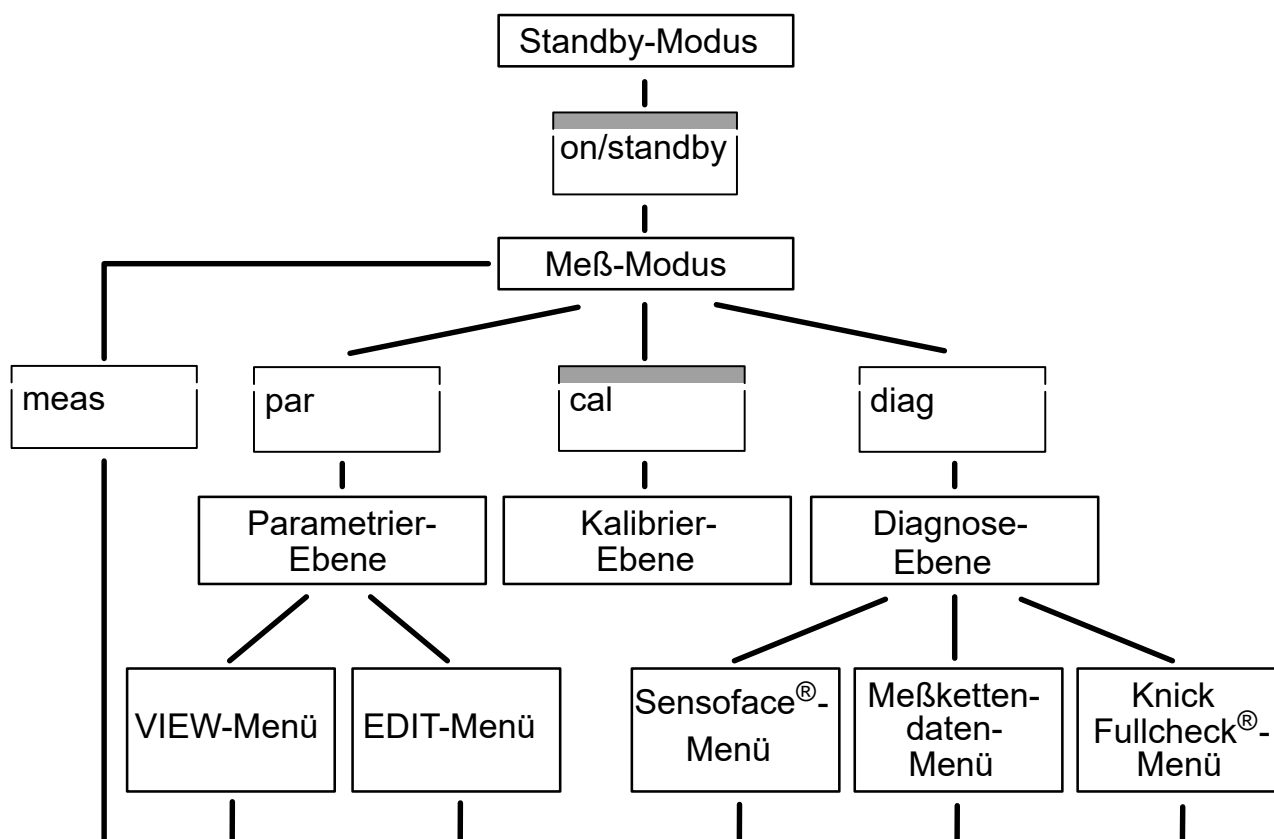 Standby-Modus
on/standby
Meß-Modus
meas
par
cal
diag
Parametrier-
Ebene
Kalibrier-
Ebene
Diagnose-
Ebene
VIEW-Menü
EDIT-Menü
Sensoface®-
Menü
Meßketten-
daten-
Menü
Knick
Fullcheck®-
Menü